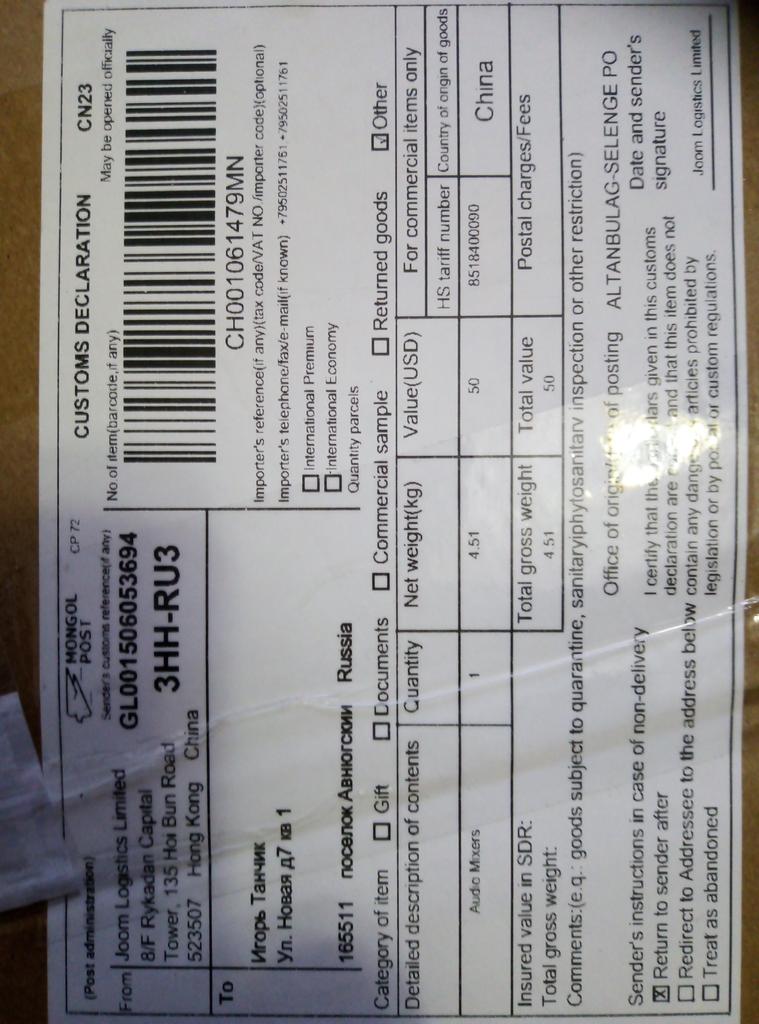 (Post administration)
MONGOL POST
CP 72
CUSTOMS DECLARATION
CN23
From
Joom Logistics Limited
8/F Rykadan Capital
Tower, 135 Hoi Bun Road
523507 Hong Kong China
Sender's customs reference(if any)
GL001506053694
3HH-RU3
No.of item(barcode,if any)
May be opened officially
CH001061479MN
To
Игорь Танчик
Ул. Новая д7 кв 1
165511 поселок Авнюгский Russia
Importer's reference(if any)(tax code/VAT NO./importer code)(optional)
Importer's telephone/fax/e-mail(if known) +79502511761 +79502511761
International Premium
International Economy
Quantity parcels
Category of item Gift Documents Commercial sample Returned goods Other
Detailed description of contents
Quantity
Net weight(kg)
Value(USD)
For commercial items only
HS tariff number
Country of origin of goods
Audio Mixers
1
4.51
50
8518400090
China
Insured value in SDR:
Total gross weight:
Total gross weight
4.51
Total value
50
Postal charges/Fees
Comments:(e.q.: goods subject to quarantine, sanitary/phytosanitary inspection or other restriction)
Office of of posting ALTANBULAG-SELENGE PO
Sender's instructions in case of non-delivery
Return to sender after
Redirect to Addressee to the address below
Treat as abandoned
I certify that the given in this customs
declaration are and that this item does not
contain any articles prohibited by
legislation or by or custom regulations.
Date and sender's
signature
Joom Logistics Limited